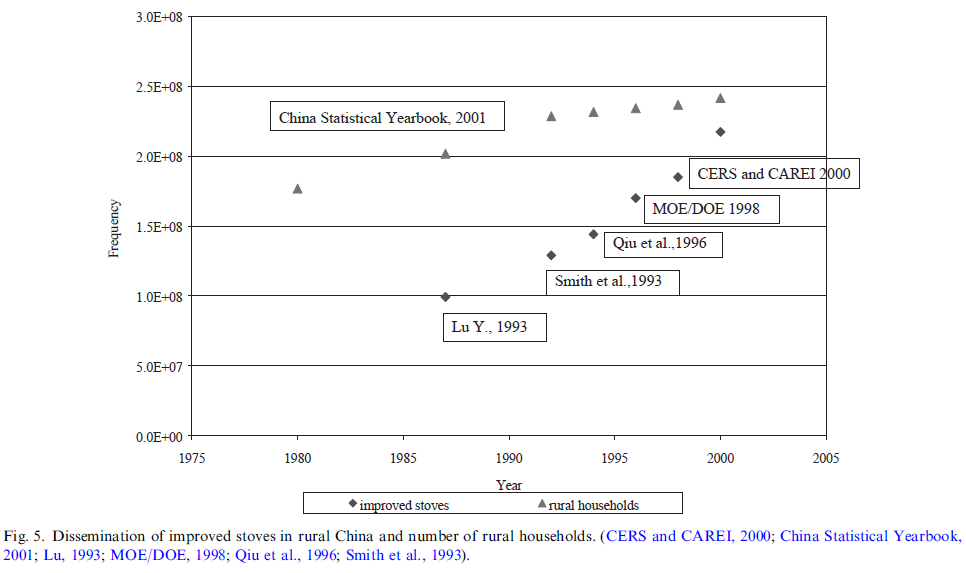 3.0E+08
2.5E+08
China Statistical Yearbook, 2001
2.0E+08
CERS and CAREI 2000
MOE/DOE 1998
Frequency
1.5E+08
Qiu et al.,1996
Smith et al.,1993
1.0E+08
Lu Y., 1993
5.0E+07
0.0E+00
1975 1980 1985 1990 1995 2000 2005
Year
improved stoves rural households
Fig. 5. Dissemination of improved stoves in rural China and number of rural households. (CERS and CAREI, 2000; China Statistical Yearbook,
2001; Lu, 1993; MOE/DOE, 1998; Qiu et al., 1996; Smith et al., 1993).